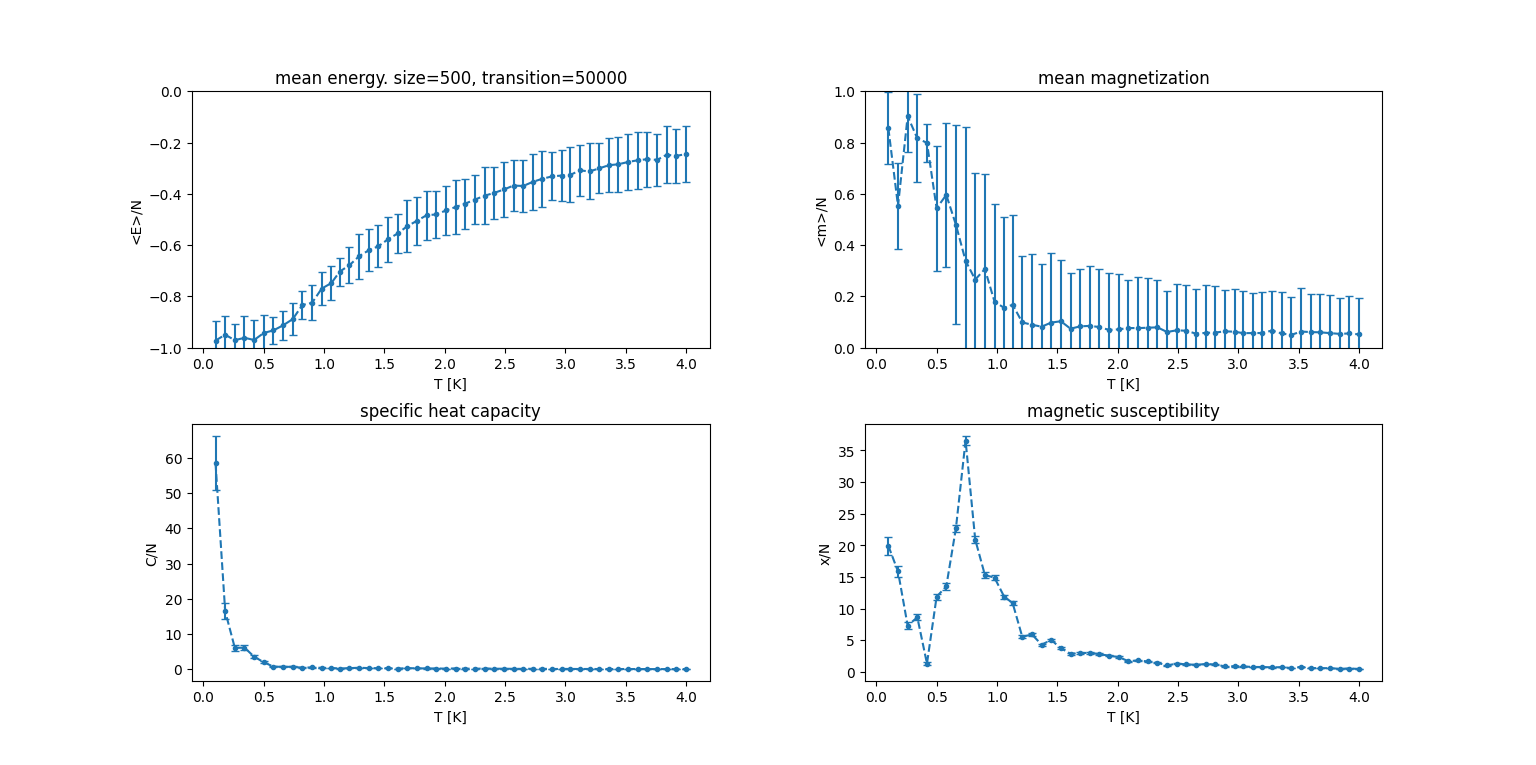 mean energy. size=500, transition=50000
<E>/N
0.0
−0.2
−0.4
−0.6
−0.8
−1.0
0.0 0.5 1.0 1.5 2.0 2.5 3.0 3.5 4.0
T [K]
mean magnetization
<m>/N
1.0
0.8
0.6
0.4
0.2
0.0
0.0 0.5 1.0 1.5 2.0 2.5 3.0 3.5 4.0
T [K]
specific heat capacity
C/N
60
50
40
30
20
10
0
0.0 0.5 1.0 1.5 2.0 2.5 3.0 3.5 4.0
T [K]
magnetic susceptibility
x/N
35
30
25
20
15
10
5
0
0.0 0.5 1.0 1.5 2.0 2.5 3.0 3.5 4.0
T [K]